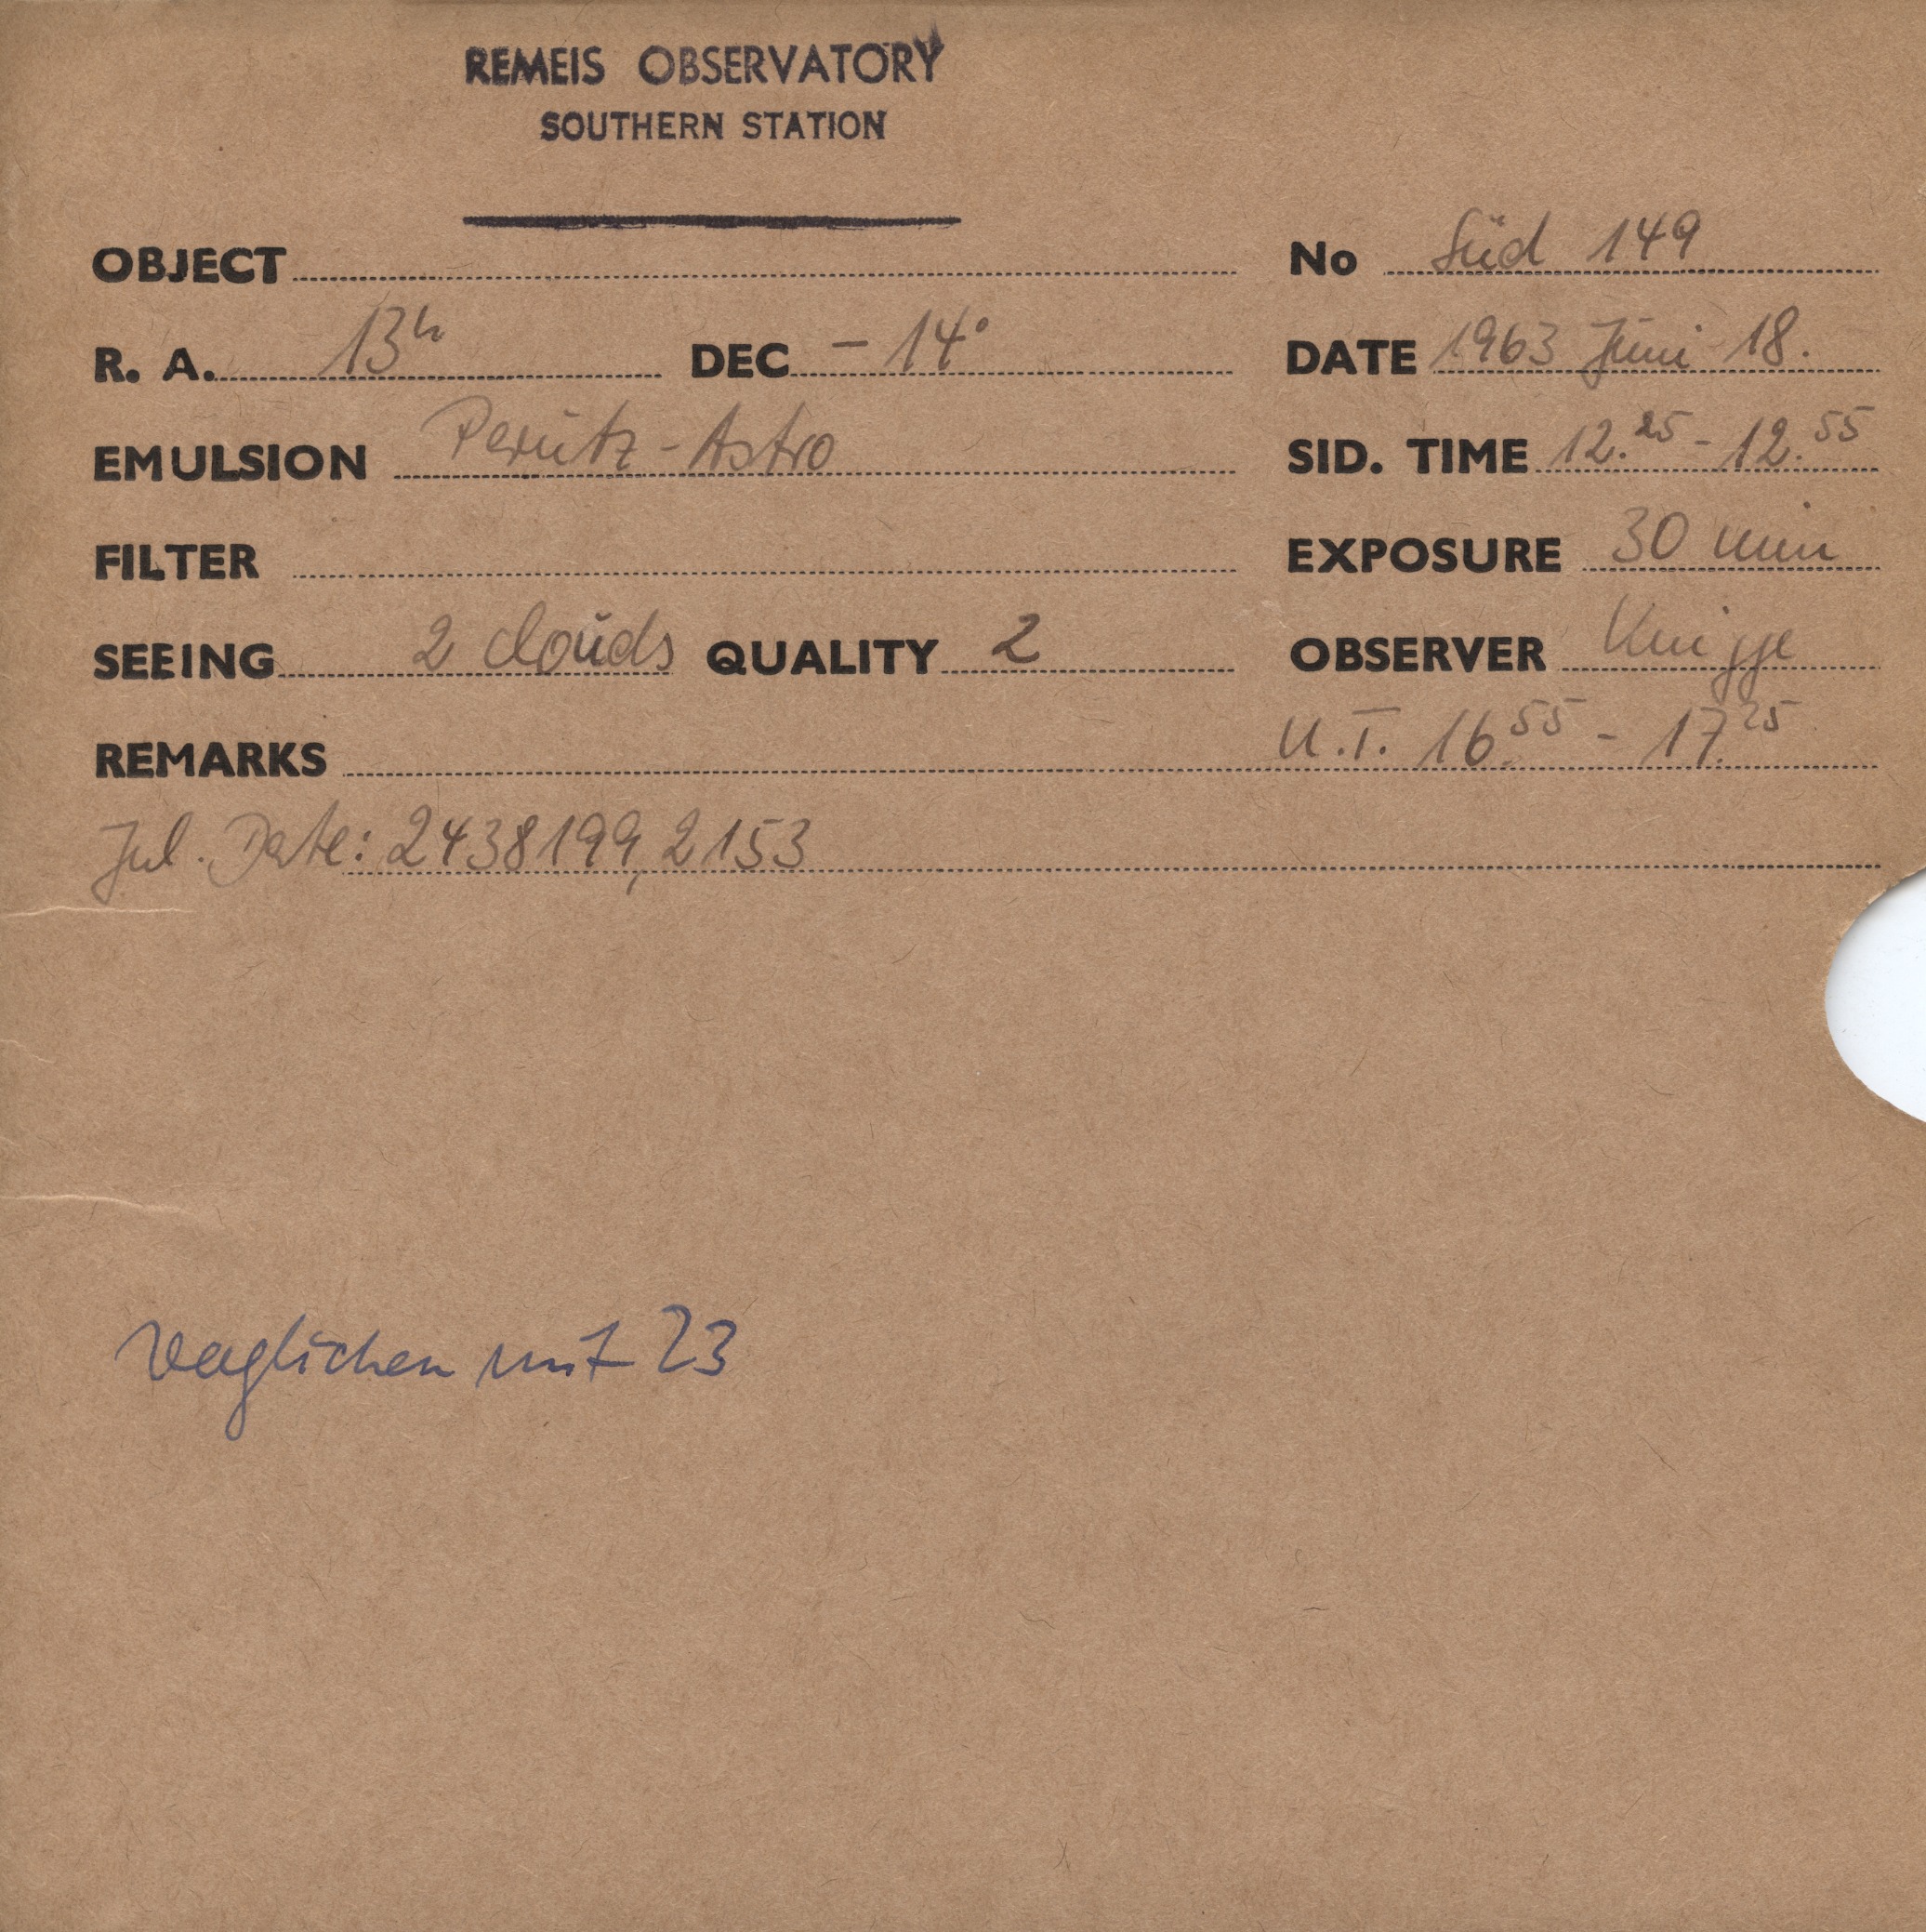 REMEIS OBSERVATORY
SOUTHERN STATION
OBJECT No Süd 149
R. A. 13h DEC -14° DATE 1963 Juni 18.
EMULSION Perutz-Astro SID. TIME 12.25 - 12.55
FILTER EXPOSURE 30 min
SEEING 2 clouds QUALITY 2 OBSERVER Knigge
REMARKS U.T. 16.55 - 17.25
Jul. Date: 2438199,2153
verglichen mit 23